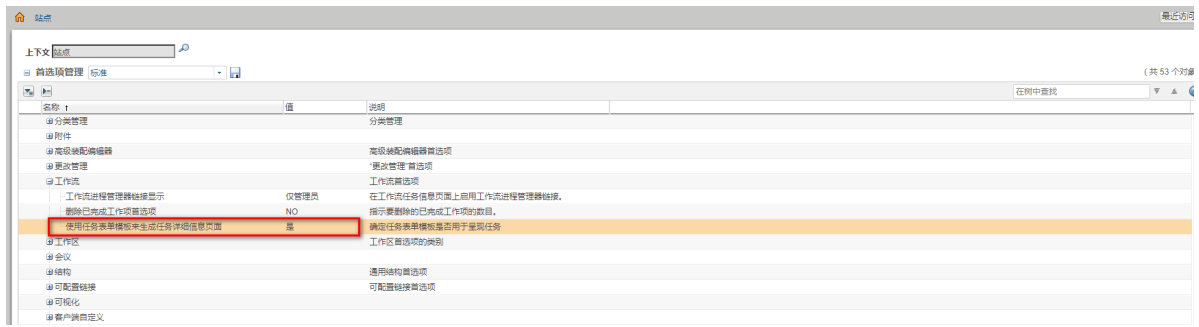 站点 最近访问
上下文 站点
首选项管理 标准 (共 53 个对象
在树中查找
名称 ↑ 值 说明
分类管理 分类管理
附件
高级装配编辑器 高级装配编辑器首选项
更改管理 “更改管理”首选项
工作流 工作流首选项
工作流进程管理器链接显示 仅管理员 在工作流任务信息页面上启用工作流进程管理器链接。
删除已完成工作项首选项 NO 指示要删除的已完成工作项的数目。
使用任务表单模板来生成任务详细信息页面 是 确定任务表单模板是否用于呈现任务
工作区 工作区首选项的类别
会议
结构 通用结构首选项
可配置链接 可配置链接首选项
可视化
客户端自定义